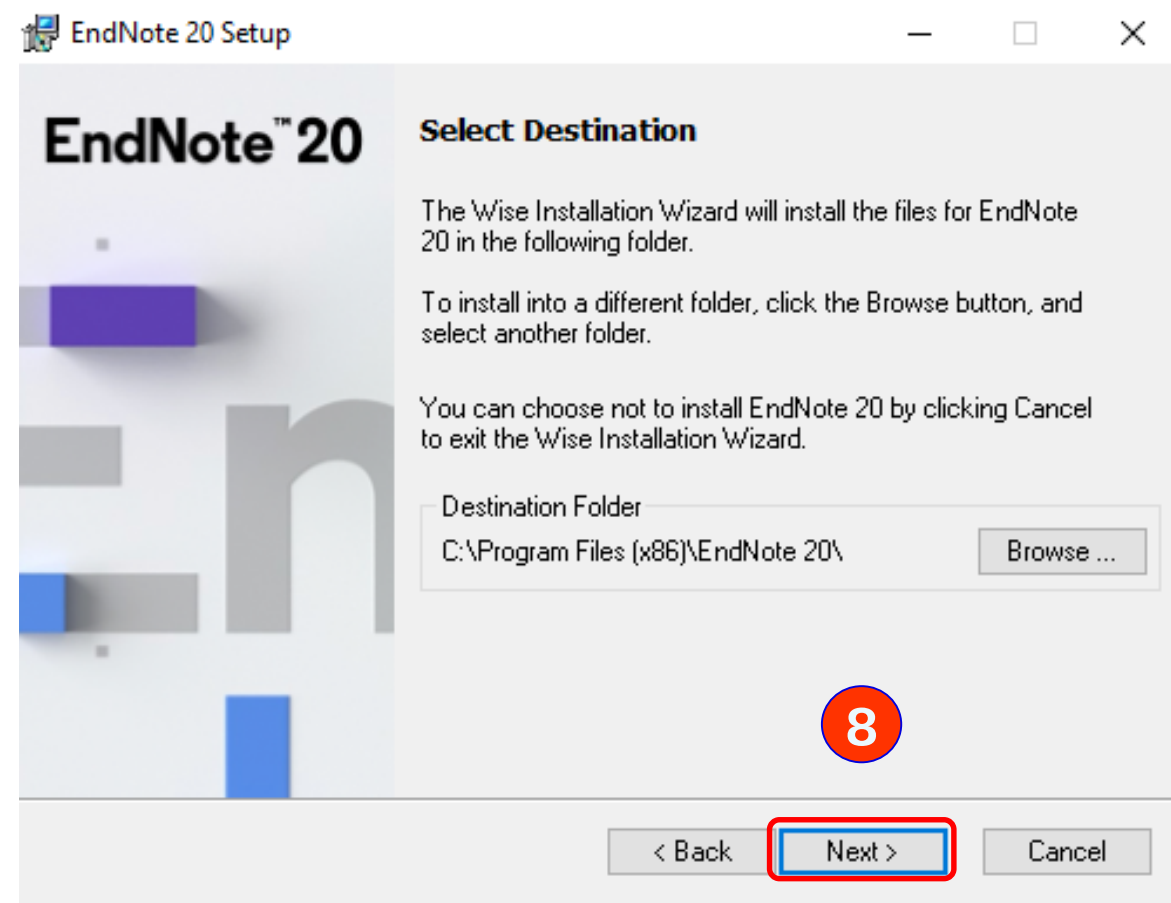 EndNote 20 Setup
EndNote™20
Select Destination
The Wise Installation Wizard will install the files for EndNote
20 in the following folder.
To install into a different folder, click the Browse button, and
select another folder.
You can choose not to install EndNote 20 by clicking Cancel
to exit the Wise Installation Wizard.
Destination Folder
C:\Program Files (x86)\EndNote 20\
Browse ...
En
8
< Back
Next >
Cancel